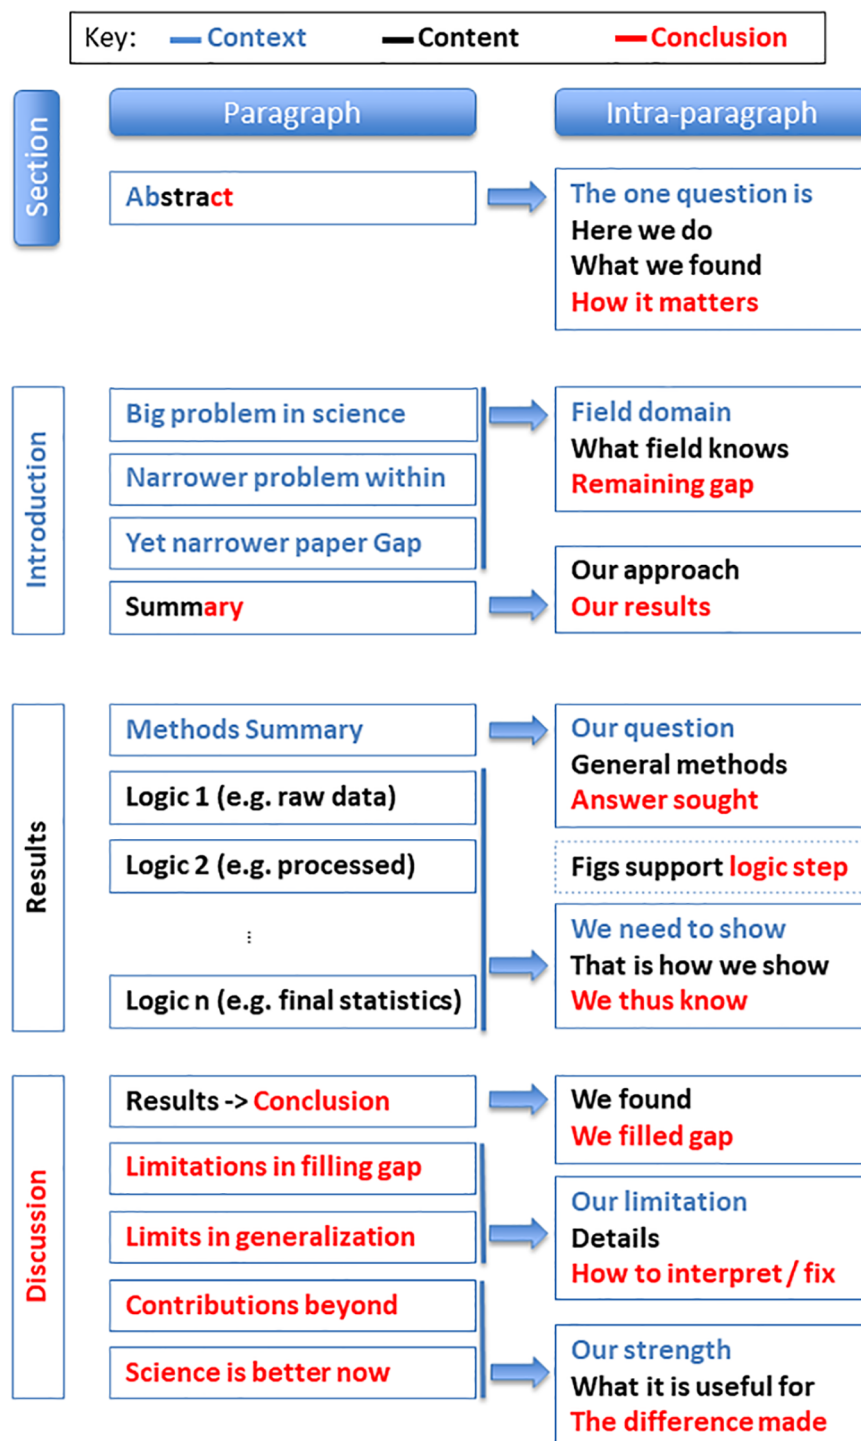 Key: Context Content Conclusion
Section
Paragraph
Intra-paragraph
Abstract
The one question is
Here we do
What we found
How it matters
Introduction
Big problem in science
Narrower problem within
Yet narrower paper Gap
Summary
Field domain
What field knows
Remaining gap
Our approach
Our results
Results
Methods Summary
Logic 1 (e.g. raw data)
Logic 2 (e.g. processed)
...
Logic n (e.g. final statistics)
Our question
General methods
Answer sought
Figs support logic step
We need to show
That is how we show
We thus know
Discussion
Results -> Conclusion
Limitations in filling gap
Limits in generalization
Contributions beyond
Science is better now
We found
We filled gap
Our limitation
Details
How to interpret / fix
Our strength
What it is useful for
The difference made